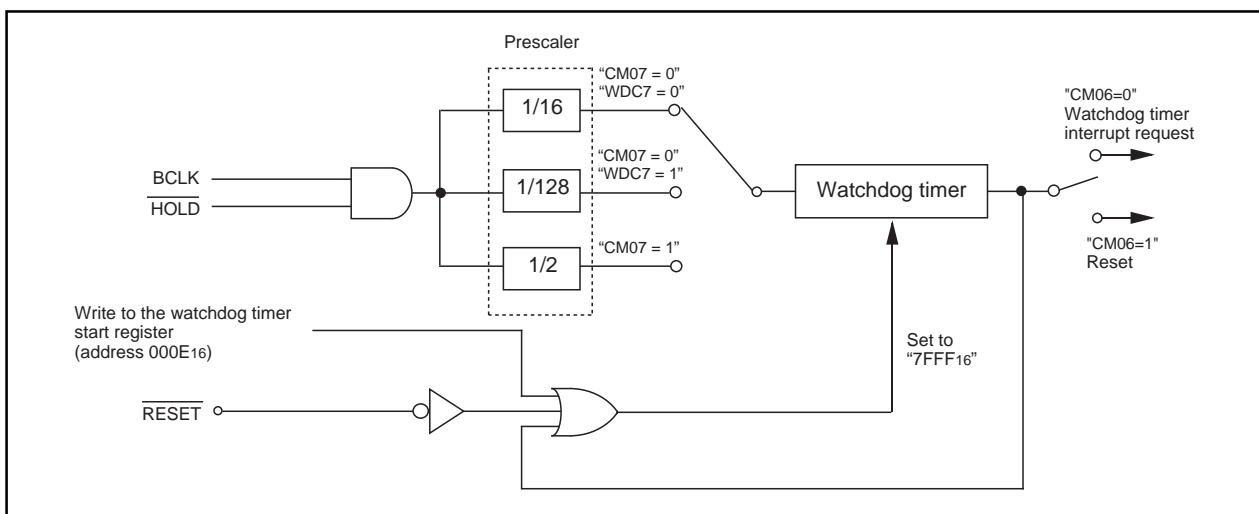 Prescaler
“CM07 = 0”
“WDC7 = 0”
1/16
"CM06=0"
Watchdog timer
interrupt request
BCLK
HOLD
“CM07 = 0”
“WDC7 = 1”
1/128
Watchdog timer
“CM07 = 1”
1/2
"CM06=1"
Reset
Write to the watchdog timer
start register
(address 000E16)
Set to
“7FFF16”
RESET